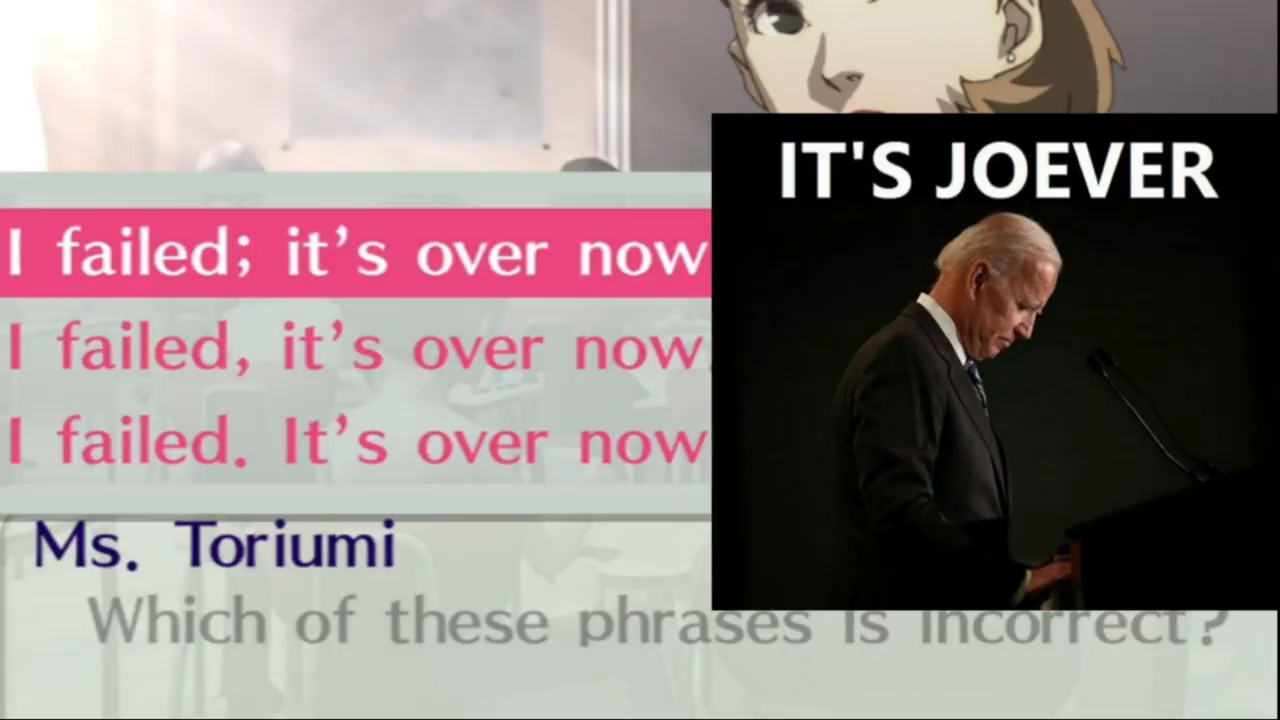 IT'S JOEVER
I failed; it’s over now
I failed, it’s over now.
I failed. It’s over now
Ms. Toriumi
Which of these phrases is incorrect?